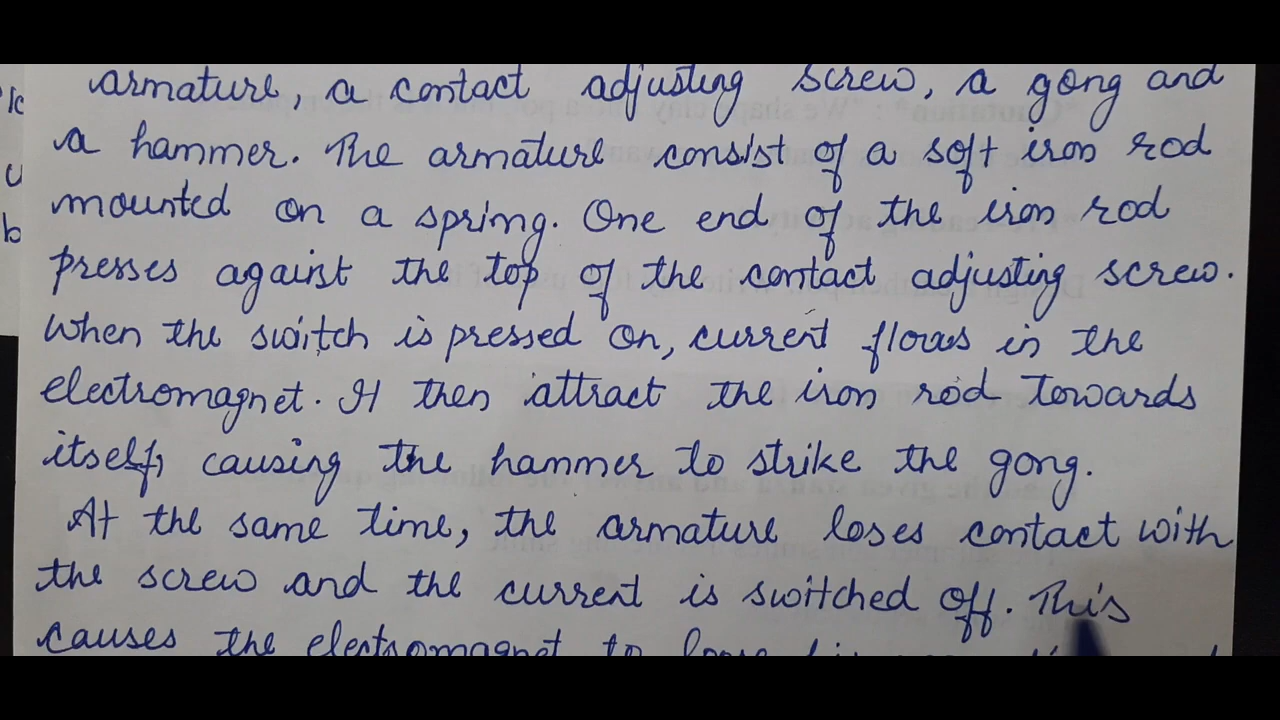 armature, a contact adjusting screw, a gong and
a hammer. The armature consist of a soft iron rod
mounted on a spring. One end of the iron rod
presses against the top of the contact adjusting screw.
When the switch is pressed on, current flows in the
electromagnet. It then attract the iron rod towards
itself, causing the hammer to strike the gong.
At the same time, the armature loses contact with
the screw and the current is switched off. This
causes the electromagnet to